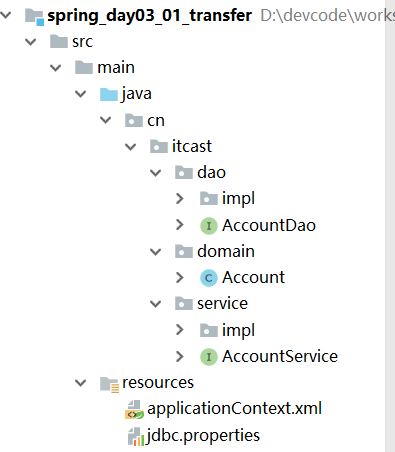 spring_day03_01_transfer D:\devcode\works
src
main
java
cn
itcast
dao
impl
AccountDao
domain
Account
service
impl
AccountService
resources
applicationContext.xml
jdbc.properties